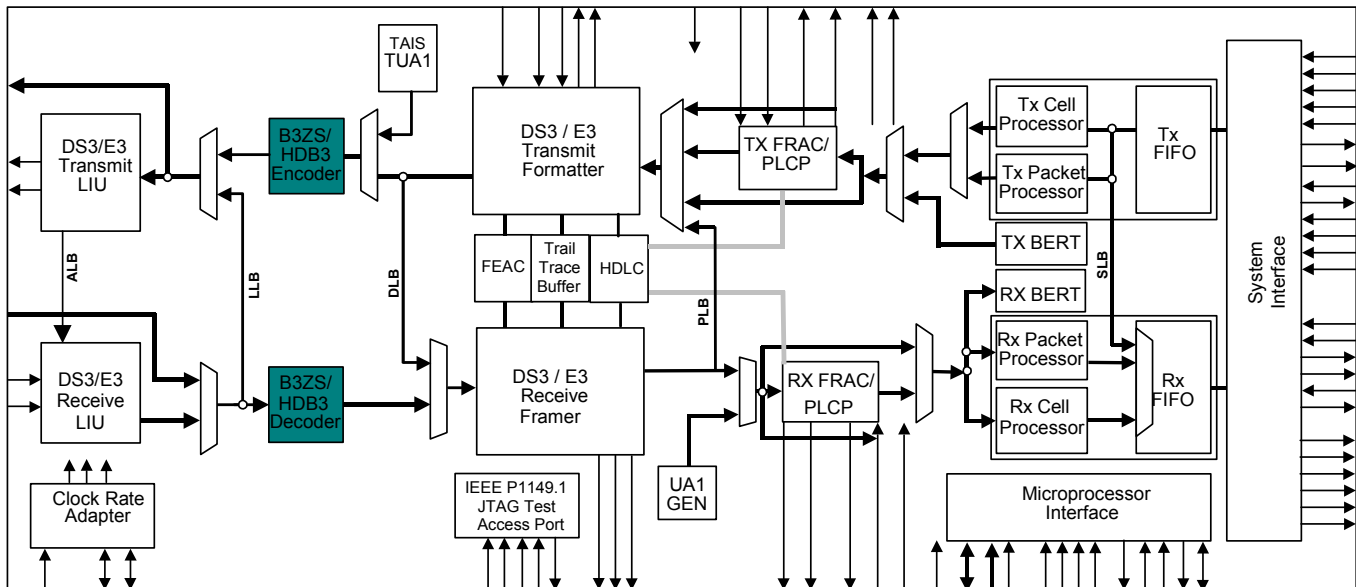 TAIS
TUA1
DS3/E3
Transmit
LIU
B3ZS/
HDB3
Encoder
DS3 / E3
Transmit
Formatter
TX FRAC/
PLCP
Tx Cell
Processor
Tx Packet
Processor
Tx
FIFO
TX BERT
RX BERT
System
Interface
ALB
LLB
DLB
FEAC
Trail
Trace
Buffer
HDLC
PLB
SLB
DS3/E3
Receive
LIU
B3ZS/
HDB3
Decoder
DS3 / E3
Receive
Framer
RX FRAC/
PLCP
Rx Packet
Processor
Rx Cell
Processor
Rx
FIFO
Clock Rate
Adapter
IEEE P1149.1
JTAG Test
Access Port
UA1
GEN
Microprocessor
Interface